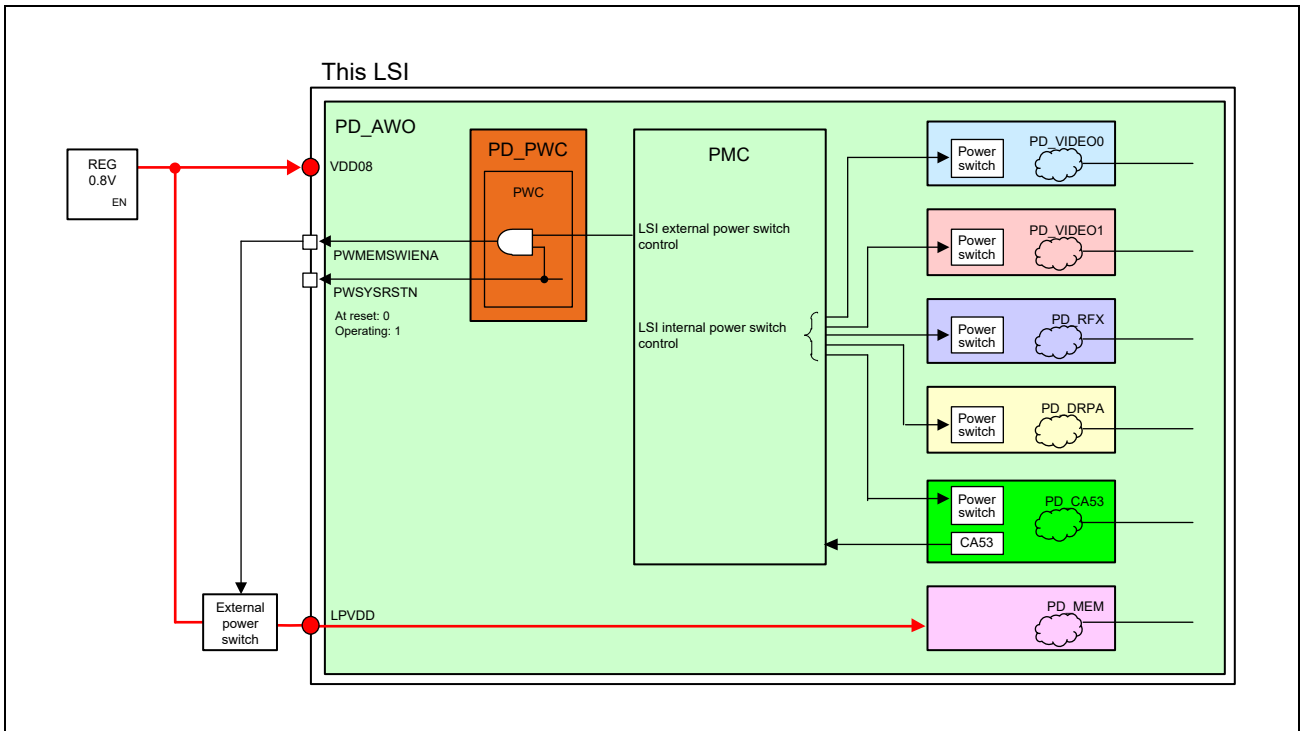 This LSI
PD_AWO
REG
0.8V
EN
VDD08
PD_PWC
PWC
PWMEMSWIENA
PWSYSRSTN
At reset: 0
Operating: 1
PMC
LSI external power switch
control
LSI internal power switch
control
Power
switch
PD_VIDEO0
Power
switch
PD_VIDEO1
Power
switch
PD_RFX
Power
switch
PD_DRPA
Power
switch
PD_CA53
CA53
External
power
switch
LPVDD
PD_MEM